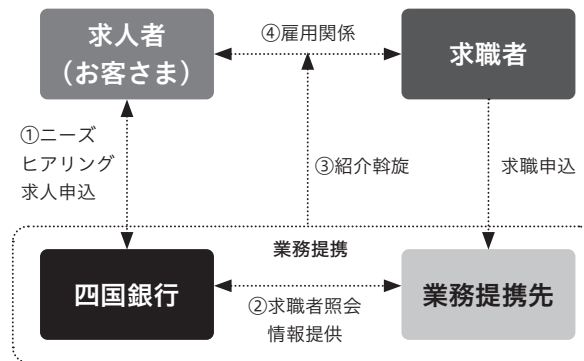 求人者
（お客さま）
④雇用関係
求職者
①ニーズ
ヒアリング
求人申込
③紹介斡旋
求職申込
業務提携
四国銀行
②求職者照会
情報提供
業務提携先